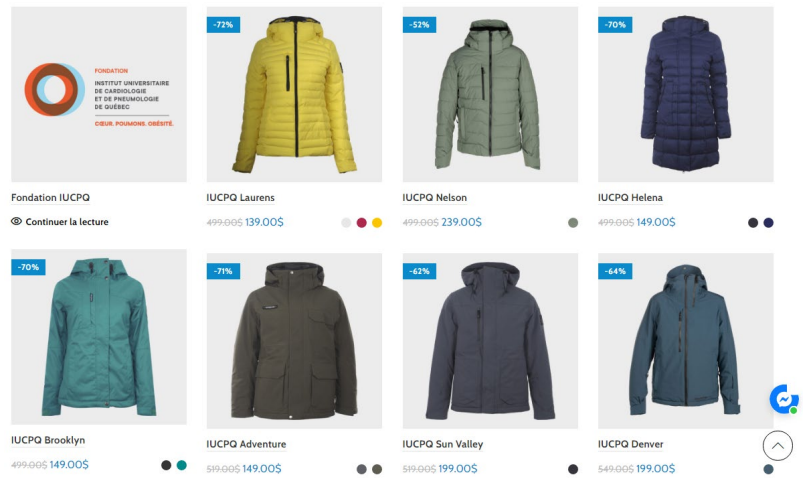 FONDATION
INSTITUT UNIVERSITAIRE
DE CARDIOLOGIE
ET DE PNEUMOLOGIE
DE QUÉBEC
CŒUR. POUMONS. OBÉSITÉ.
Fondation IUCPQ
Continuer la lecture
-72%
IUCPQ Laurens
499.00$ 139.00$
-52%
IUCPQ Nelson
499.00$ 239.00$
-70%
IUCPQ Helena
499.00$ 149.00$
-70%
IUCPQ Brooklyn
499.00$ 149.00$
-71%
IUCPQ Adventure
519.00$ 149.00$
-62%
IUCPQ Sun Valley
519.00$ 199.00$
-64%
IUCPQ Denver
549.00$ 199.00$